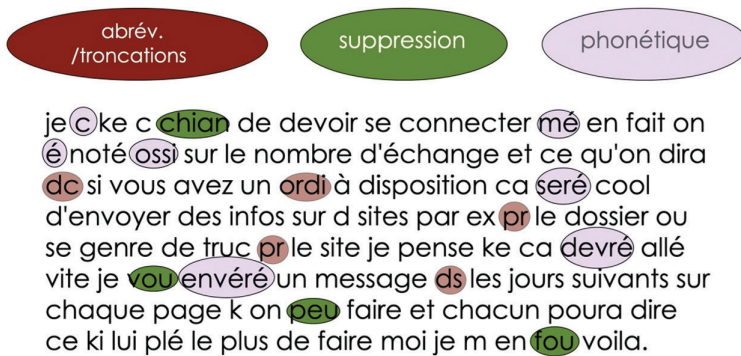 abrév.
/troncations
suppression
phonétique
je c ke c chian de devoir se connecter mé en fait on
é noté ossi sur le nombre d'échange et ce qu'on dira
dc si vous avez un ordi à disposition ca seré cool
d'envoyer des infos sur d sites par ex pr le dossier ou
se genre de truc pr le site je pense ke ca devré allé
vite je vou envéré un message ds les jours suivants sur
chaque page k on peu faire et chacun poura dire
ce ki lui plé le plus de faire moi je m en fou voila.